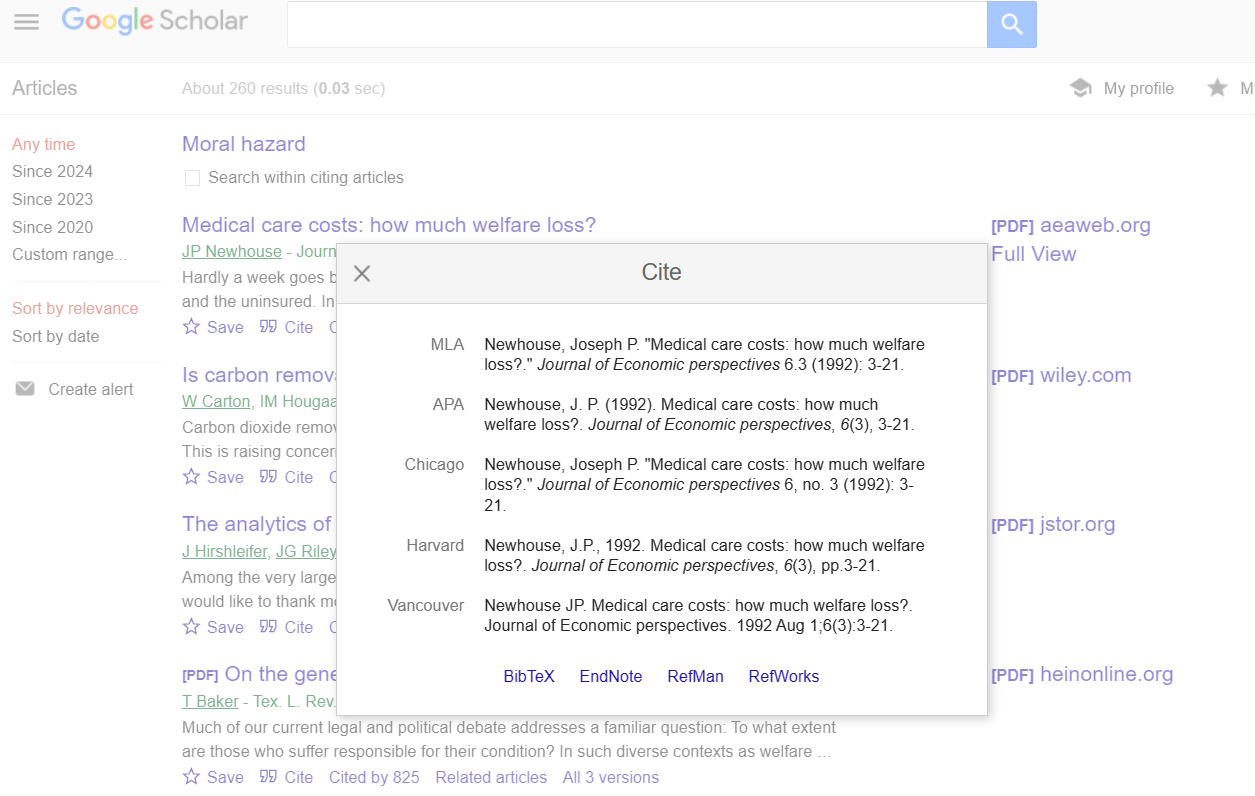 Google Scholar
Articles
About 260 results (0.03 sec)
My profile
Any time
Since 2024
Since 2023
Since 2020
Custom range...
Sort by relevance
Sort by date
Create alert
Moral hazard
Search within citing articles
Medical care costs: how much welfare loss?
[PDF] aeaweb.org
JP Newhouse - Journ
Full View
Hardly a week goes b
and the uninsured. In
Save Cite
Is carbon remov
[PDF] wiley.com
W Carton, IM Hougaa
Carbon dioxide remov
This is raising concer
Save Cite
The analytics of
[PDF] jstor.org
J Hirshleifer, JG Riley
Among the very large
would like to thank m
Save Cite
[PDF] On the gene
[PDF] heinonline.org
T Baker - Tex. L. Rev.
Much of our current legal and political debate addresses a familiar question: To what extent
are those who suffer responsible for their condition? In such diverse contexts as welfare …
Save Cite Cited by 825 Related articles All 3 versions
Cite
MLA
Newhouse, Joseph P. "Medical care costs: how much welfare
loss?." Journal of Economic perspectives 6.3 (1992): 3-21.
APA
Newhouse, J. P. (1992). Medical care costs: how much
welfare loss?. Journal of Economic perspectives, 6(3), 3-21.
Chicago
Newhouse, Joseph P. "Medical care costs: how much welfare
loss?." Journal of Economic perspectives 6, no. 3 (1992): 3-
21.
Harvard
Newhouse, J.P., 1992. Medical care costs: how much welfare
loss?. Journal of Economic perspectives, 6(3), pp.3-21.
Vancouver
Newhouse JP. Medical care costs: how much welfare loss?.
Journal of Economic perspectives. 1992 Aug 1;6(3):3-21.
BibTeX EndNote RefMan RefWorks